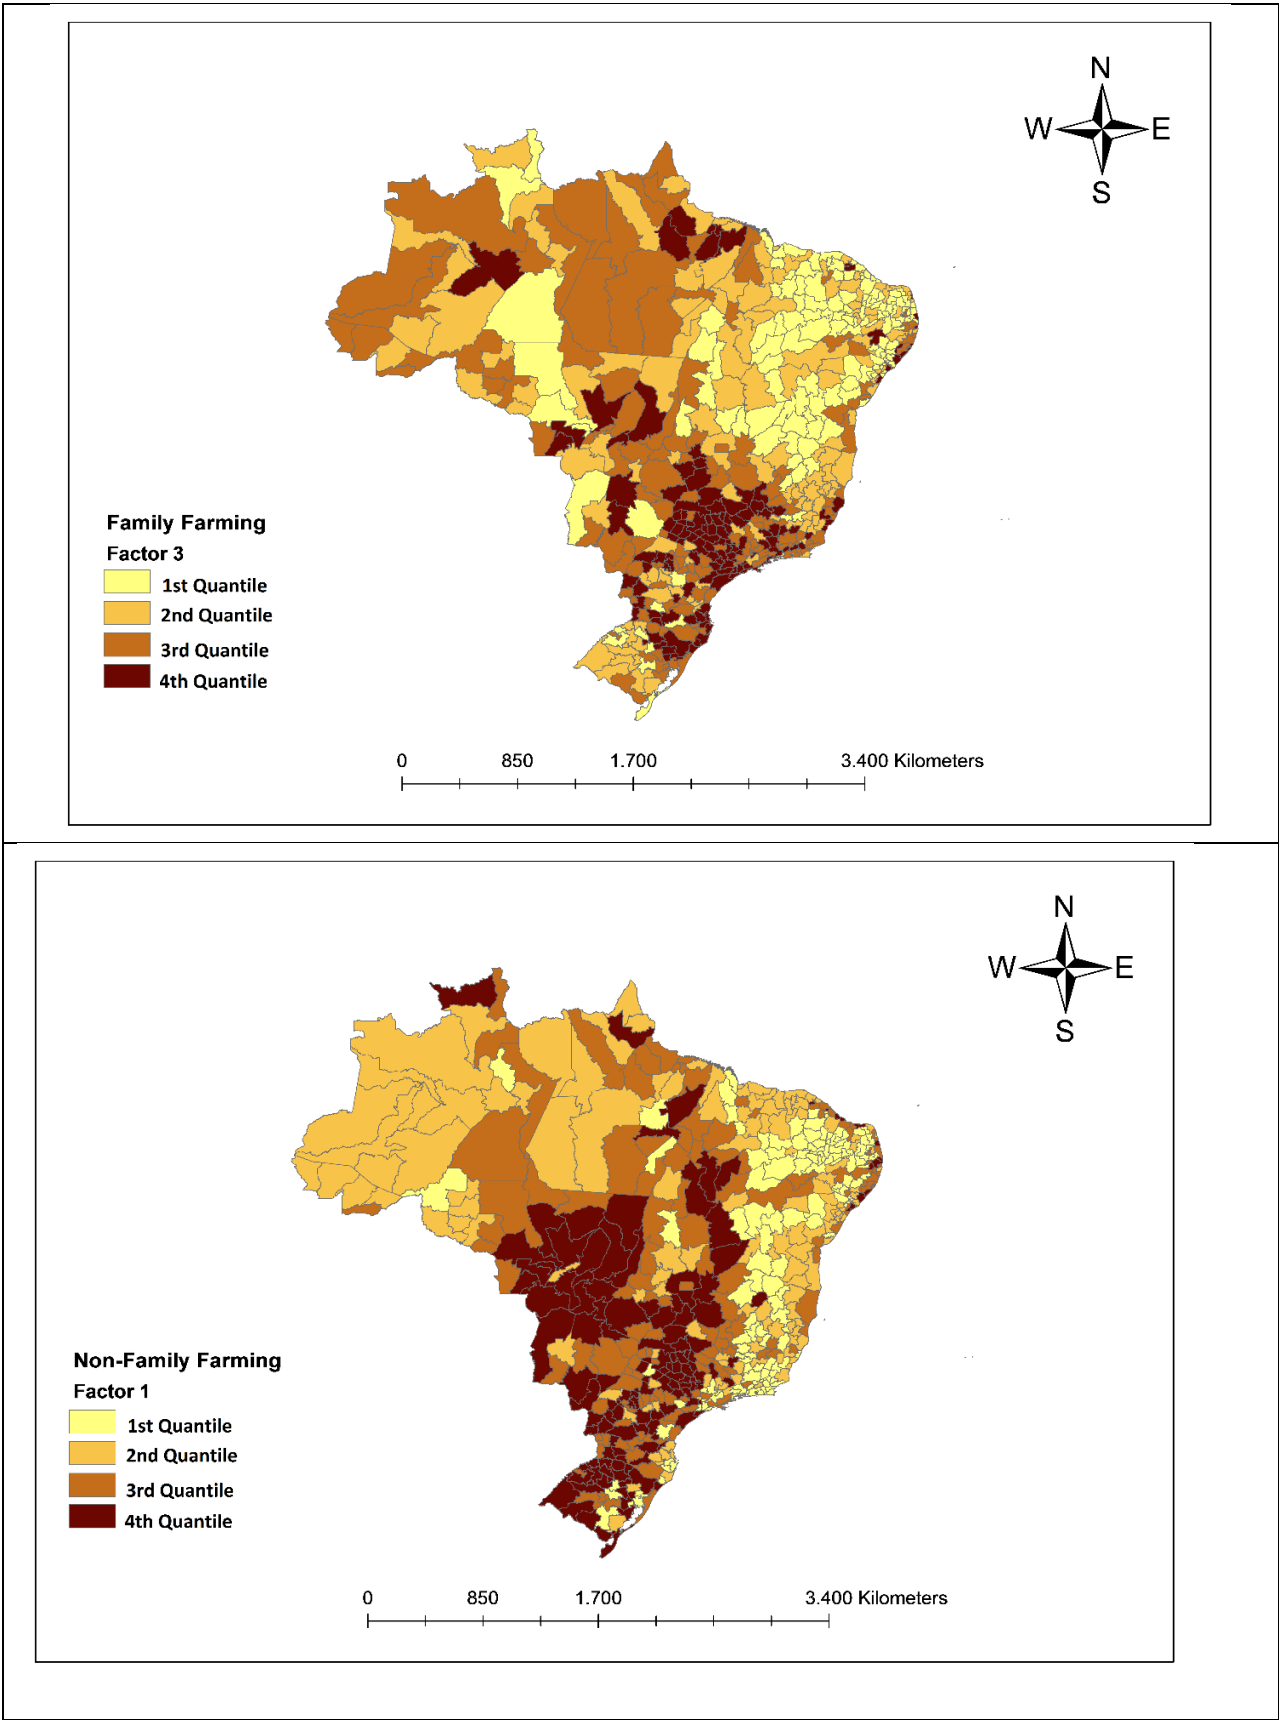 N
W E
S
Family Farming
Factor 3
1st Quantile
2nd Quantile
3rd Quantile
4th Quantile
0 850 1.700 3.400 Kilometers
N
W E
S
Non-Family Farming
Factor 1
1st Quantile
2nd Quantile
3rd Quantile
4th Quantile
0 850 1.700 3.400 Kilometers